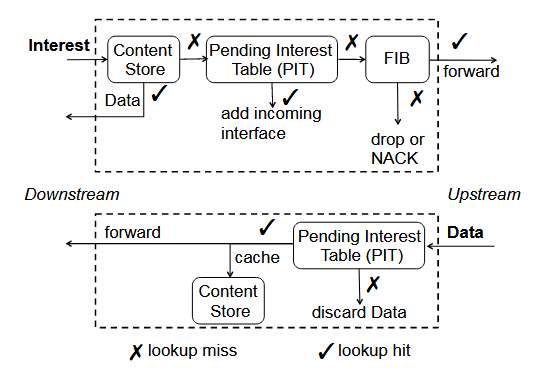 Interest
Content
Store
Pending Interest
Table (PIT)
FIB
forward
Data
add incoming
interface
drop or
NACK
Downstream
Upstream
forward
Pending Interest
Table (PIT)
Data
cache
Content
Store
discard Data
✗ lookup miss
✓ lookup hit